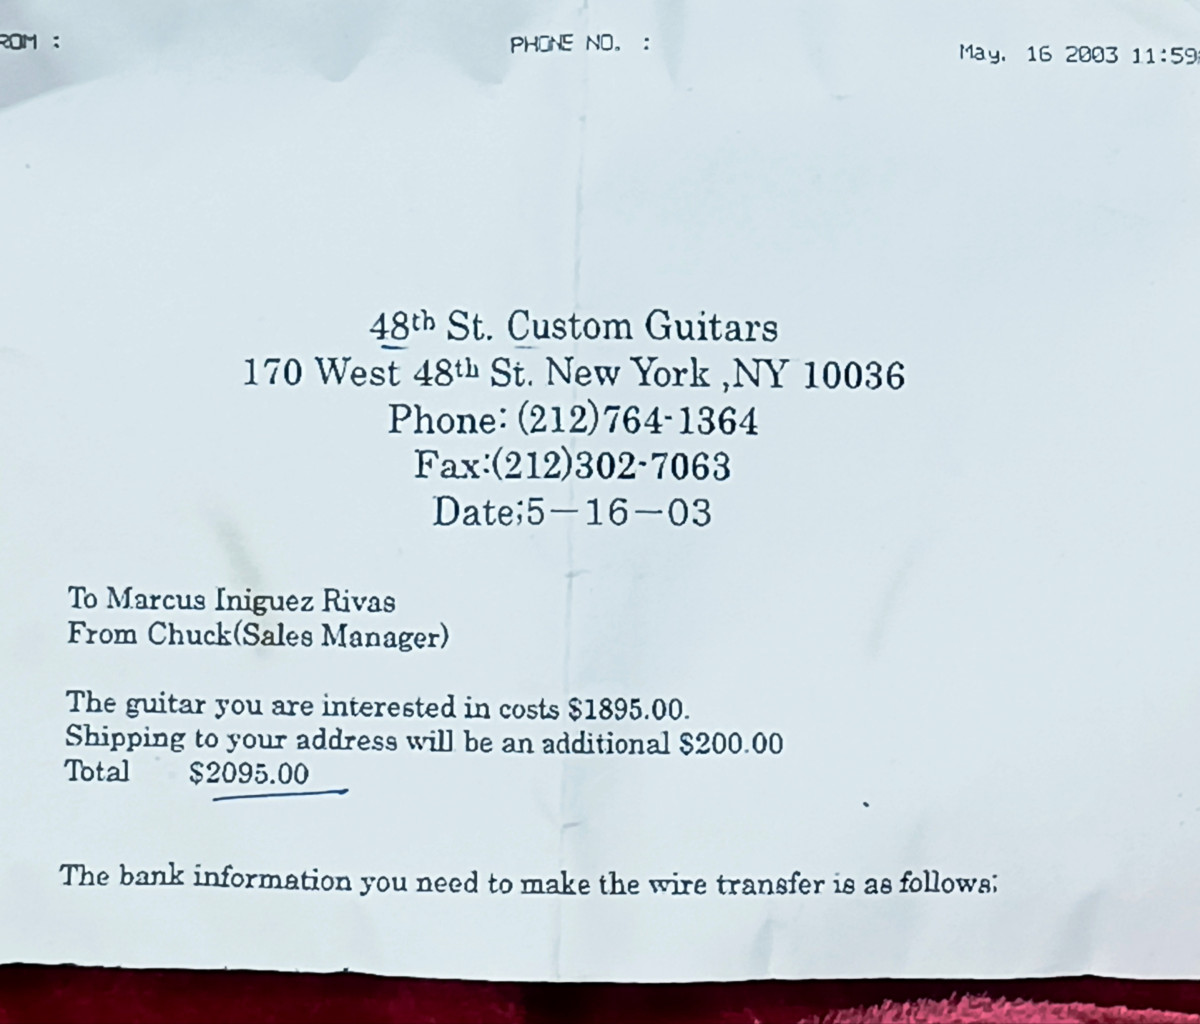 ROM :
PHONE NO. :
May. 16 2003 11:59
48th St. Custom Guitars
170 West 48th St. New York ,NY 10036
Phone: (212)764-1364
Fax:(212)302-7063
Date;5—16—03
To Marcus Iniguez Rivas
From Chuck(Sales Manager)
The guitar you are interested in costs $1895.00.
Shipping to your address will be an additional $200.00
Total $2095.00
The bank information you need to make the wire transfer is as follows;